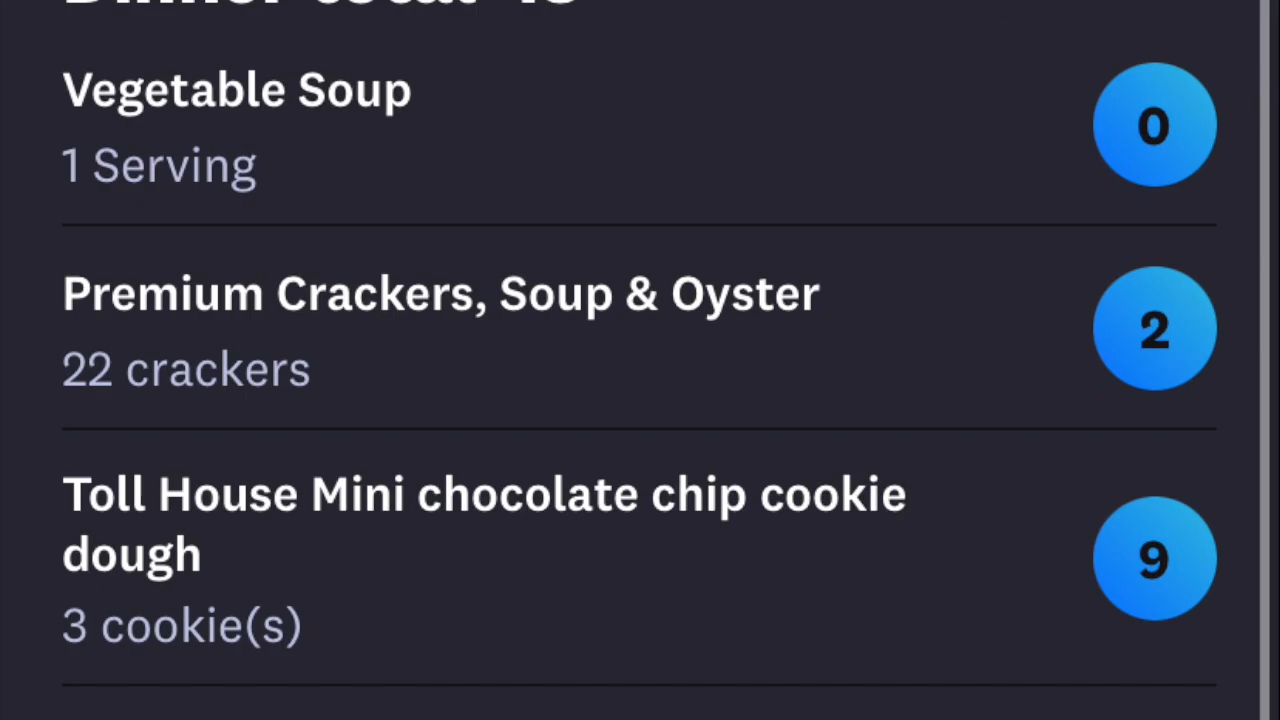 Vegetable Soup
0
1 Serving
Premium Crackers, Soup & Oyster
2
22 crackers
Toll House Mini chocolate chip cookie
dough
9
3 cookie(s)